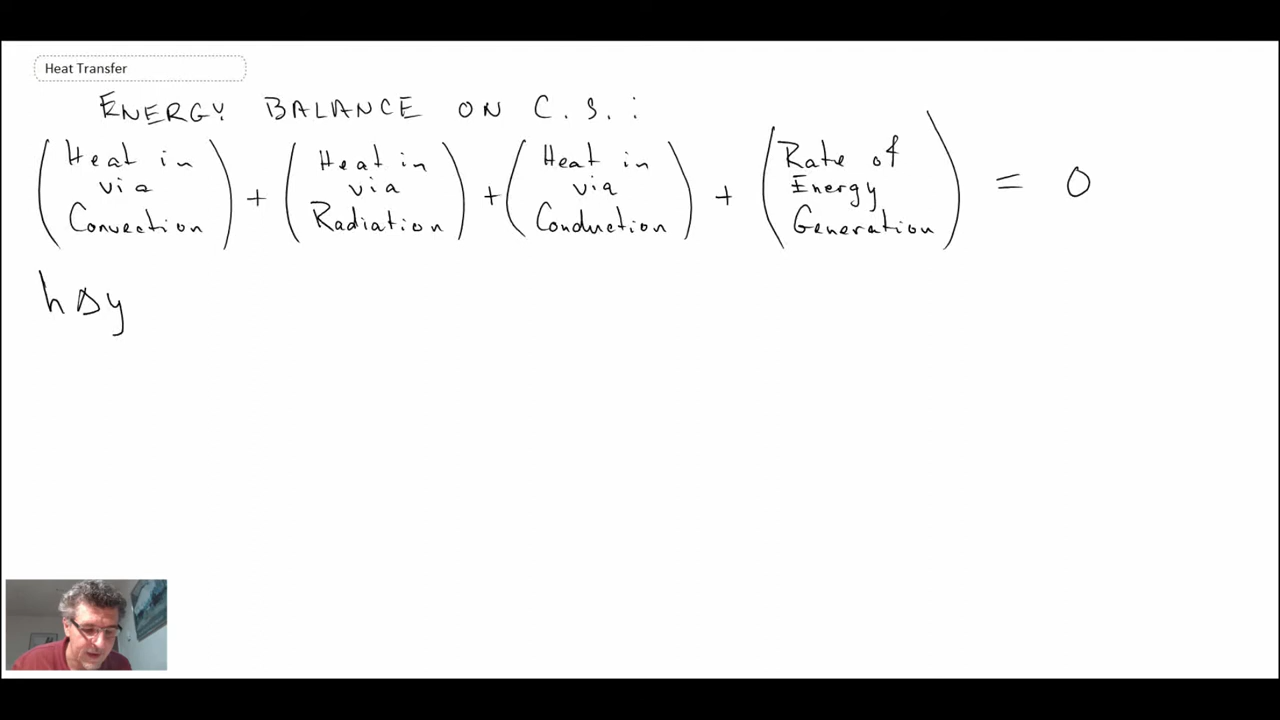 Heat Transfer
ENERGY BALANCE ON C.S.:
(Heat in via Convection) + (Heat in via Radiation) + (Heat in via Conduction) + (Rate of Energy Generation) = 0
hΔy